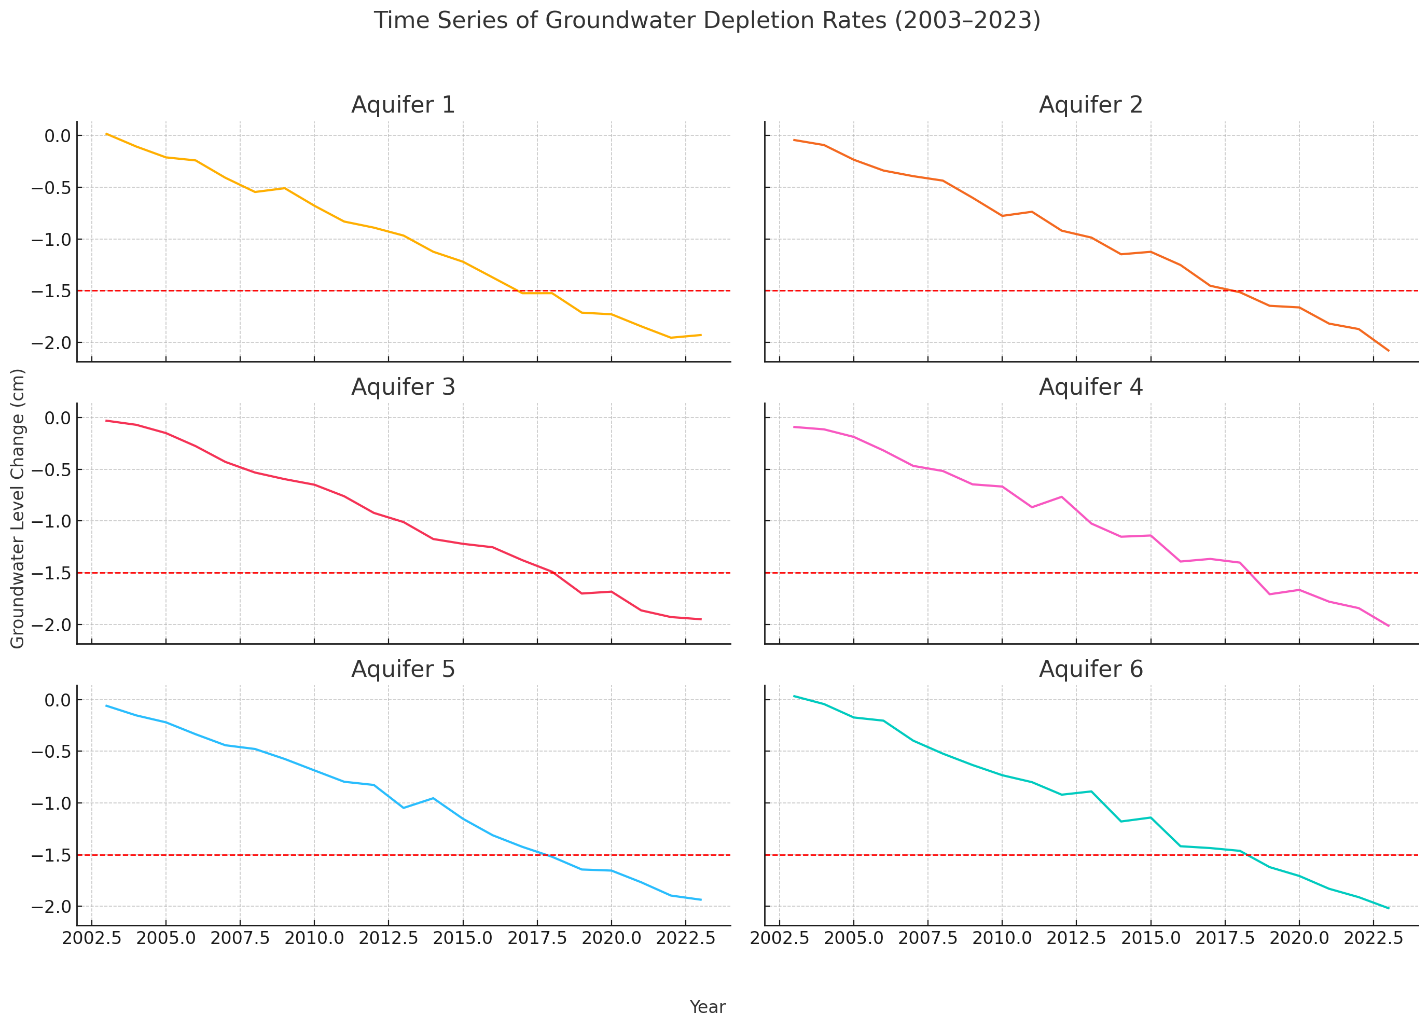 Time Series of Groundwater Depletion Rates (2003–2023)
Aquifer 1
Aquifer 2
0.0
−0.5
−1.0
−1.5
−2.0
Aquifer 3
Aquifer 4
0.0
−0.5
−1.0
−1.5
−2.0
Groundwater Level Change (cm)
Aquifer 5
Aquifer 6
0.0
−0.5
−1.0
−1.5
−2.0
2002.5 2005.0 2007.5 2010.0 2012.5 2015.0 2017.5 2020.0 2022.5
2002.5 2005.0 2007.5 2010.0 2012.5 2015.0 2017.5 2020.0 2022.5
Year